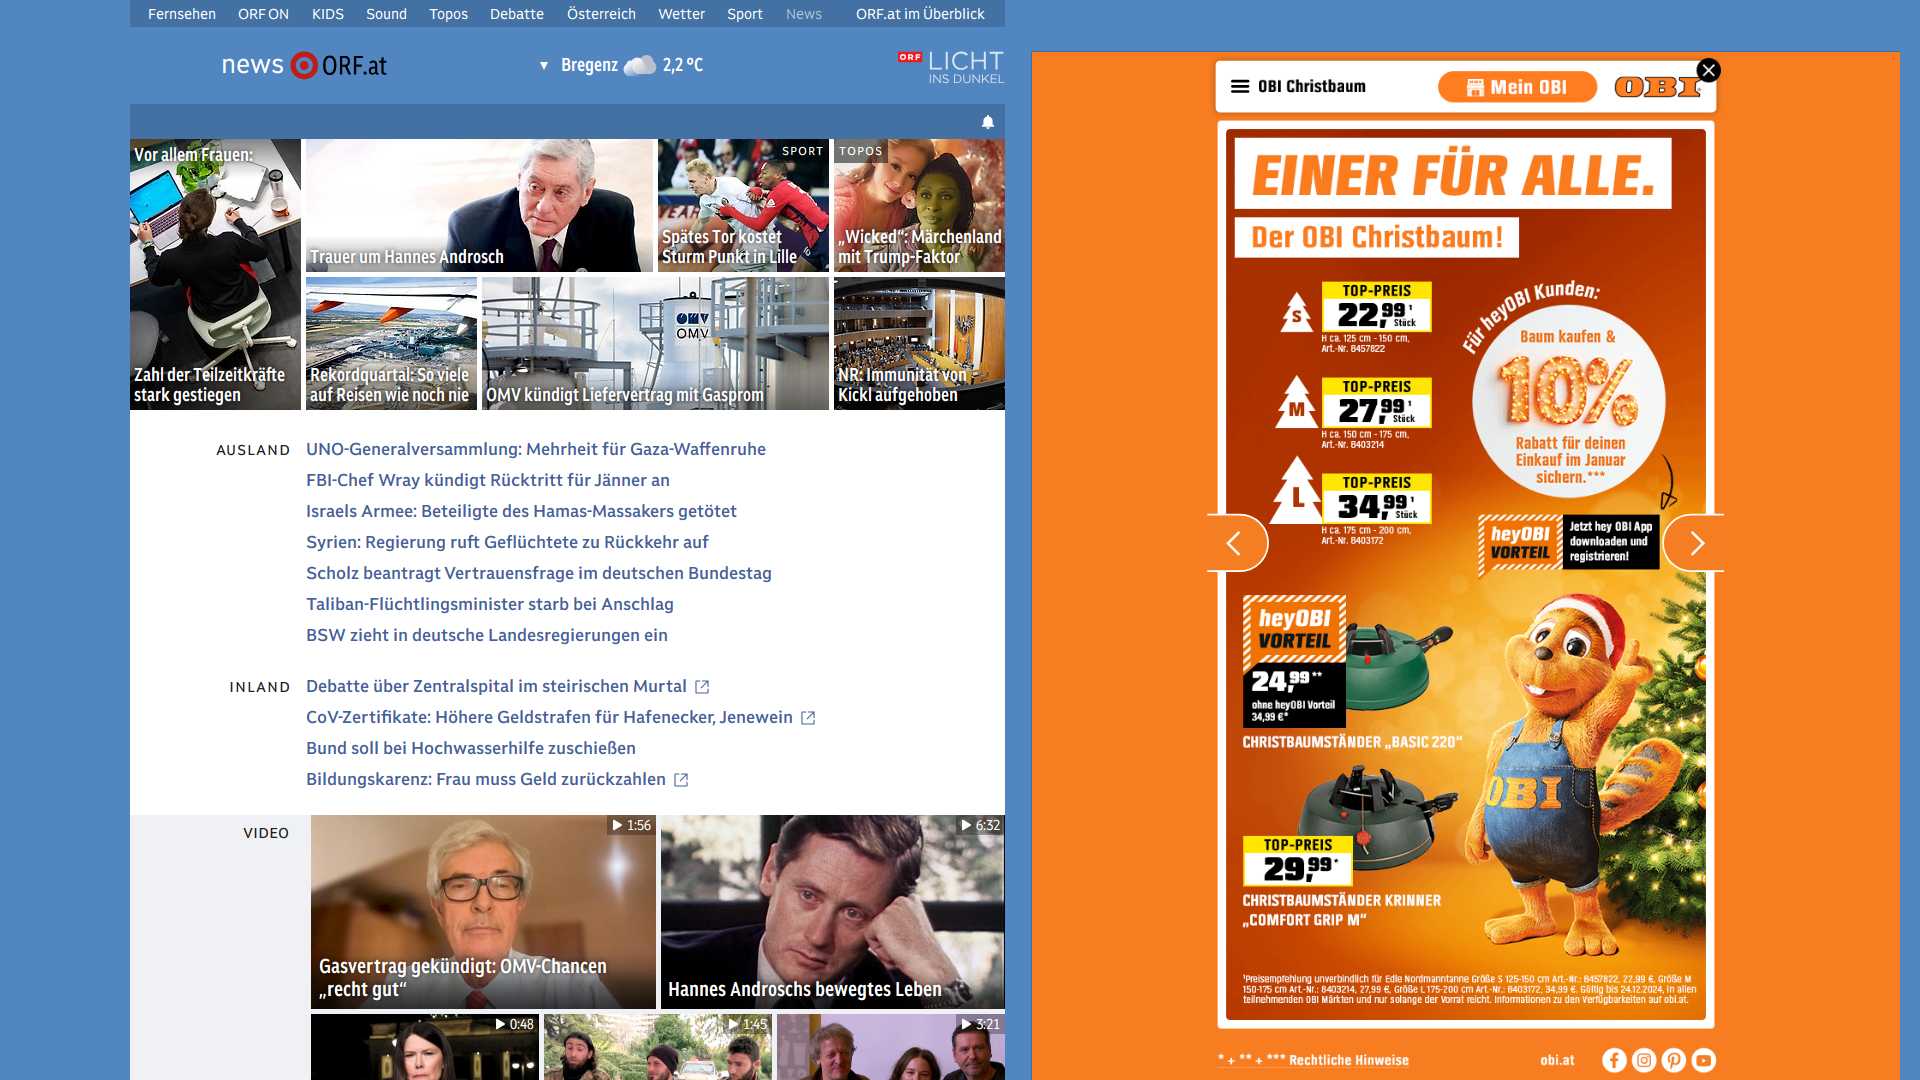 Fernsehen ORF ON KIDS Sound Topos Debatte Österreich Wetter Sport News ORF.at im Überblick
news ORF.at
Bregenz 2,2 °C
ORF LICHT
INS DUNKEL
Vor allem Frauen:
Zahl der Teilzeitkräfte
stark gestiegen
Trauer um Hannes Androsch
SPORT
Spätes Tor kostet
Sturm Punkt in Lille
TOPOS
„Wicked“: Märchenland
mit Trump-Faktor
Rekordquartal: So viele
auf Reisen wie noch nie
OMV
OMV kündigt Liefervertrag mit Gasprom
NR: Immunität von
Kickl aufgehoben
AUSLAND
UNO-Generalversammlung: Mehrheit für Gaza-Waffenruhe
FBI-Chef Wray kündigt Rücktritt für Jänner an
Israels Armee: Beteiligte des Hamas-Massakers getötet
Syrien: Regierung ruft Geflüchtete zu Rückkehr auf
Scholz beantragt Vertrauensfrage im deutschen Bundestag
Taliban-Flüchtlingsminister starb bei Anschlag
BSW zieht in deutsche Landesregierungen ein
INLAND
Debatte über Zentralspital im steirischen Murtal
CoV-Zertifikate: Höhere Geldstrafen für Hafenecker, Jenewein
Bund soll bei Hochwasserhilfe zuschießen
Bildungskarenz: Frau muss Geld zurückzahlen
VIDEO
1:56
Gasvertrag gekündigt: OMV-Chancen
„recht gut“
6:32
Hannes Androschs bewegtes Leben
0:48
1:45
3:21
OBI Christbaum
Mein OBI
OBI
EINER FÜR ALLE.
Der OBI Christbaum!
S
TOP-PREIS
22,99¹
Stück
H ca. 125 cm - 150 cm,
Art.-Nr. 8457822
M
TOP-PREIS
27,99¹
Stück
H ca. 150 cm - 175 cm,
Art.-Nr. 8403214
L
TOP-PREIS
34,99¹
Stück
H ca. 175 cm - 200 cm,
Art.-Nr. 8403172
Für heyOBI Kunden:
Baum kaufen &
10%
Rabatt für deinen
Einkauf im Januar
sichern.***
heyOBI
VORTEIL
Jetzt hey OBI App
downloaden und
registrieren!
heyOBI
VORTEIL
24,99**
ohne heyOBI Vorteil
34,99 €*
CHRISTBAUMSTÄNDER „BASIC 220“
OBI
TOP-PREIS
29,99*
CHRISTBAUMSTÄNDER KRINNER
„COMFORT GRIP M“
¹Preisempfehlung unverbindlich für Edle Nordmanntanne Größe S 125-150 cm Art.-Nr.: 8457822, 22,99 €, Größe M
150-175 cm Art.-Nr.: 8403214, 27,99 €, Größe L 175-200 cm Art.-Nr.: 8403172, 34,99 €. Gültig bis 24.12.2024, in allen
teilnehmenden OBI Märkten und nur solange der Vorrat reicht. Informationen zu den Verfügbarkeiten auf obi.at.
* + ** + *** Rechtliche Hinweise
obi.at